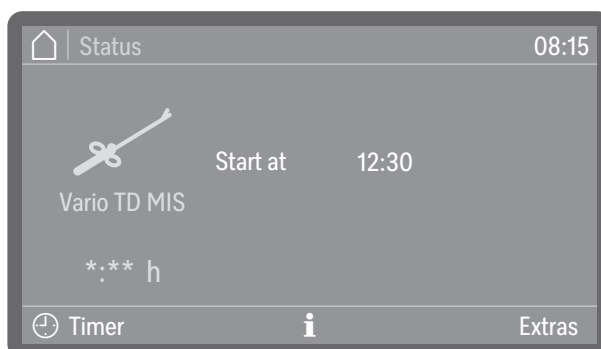 Status 08:15
Start at 12:30
Vario TD MIS
*:** h
Timer i Extras